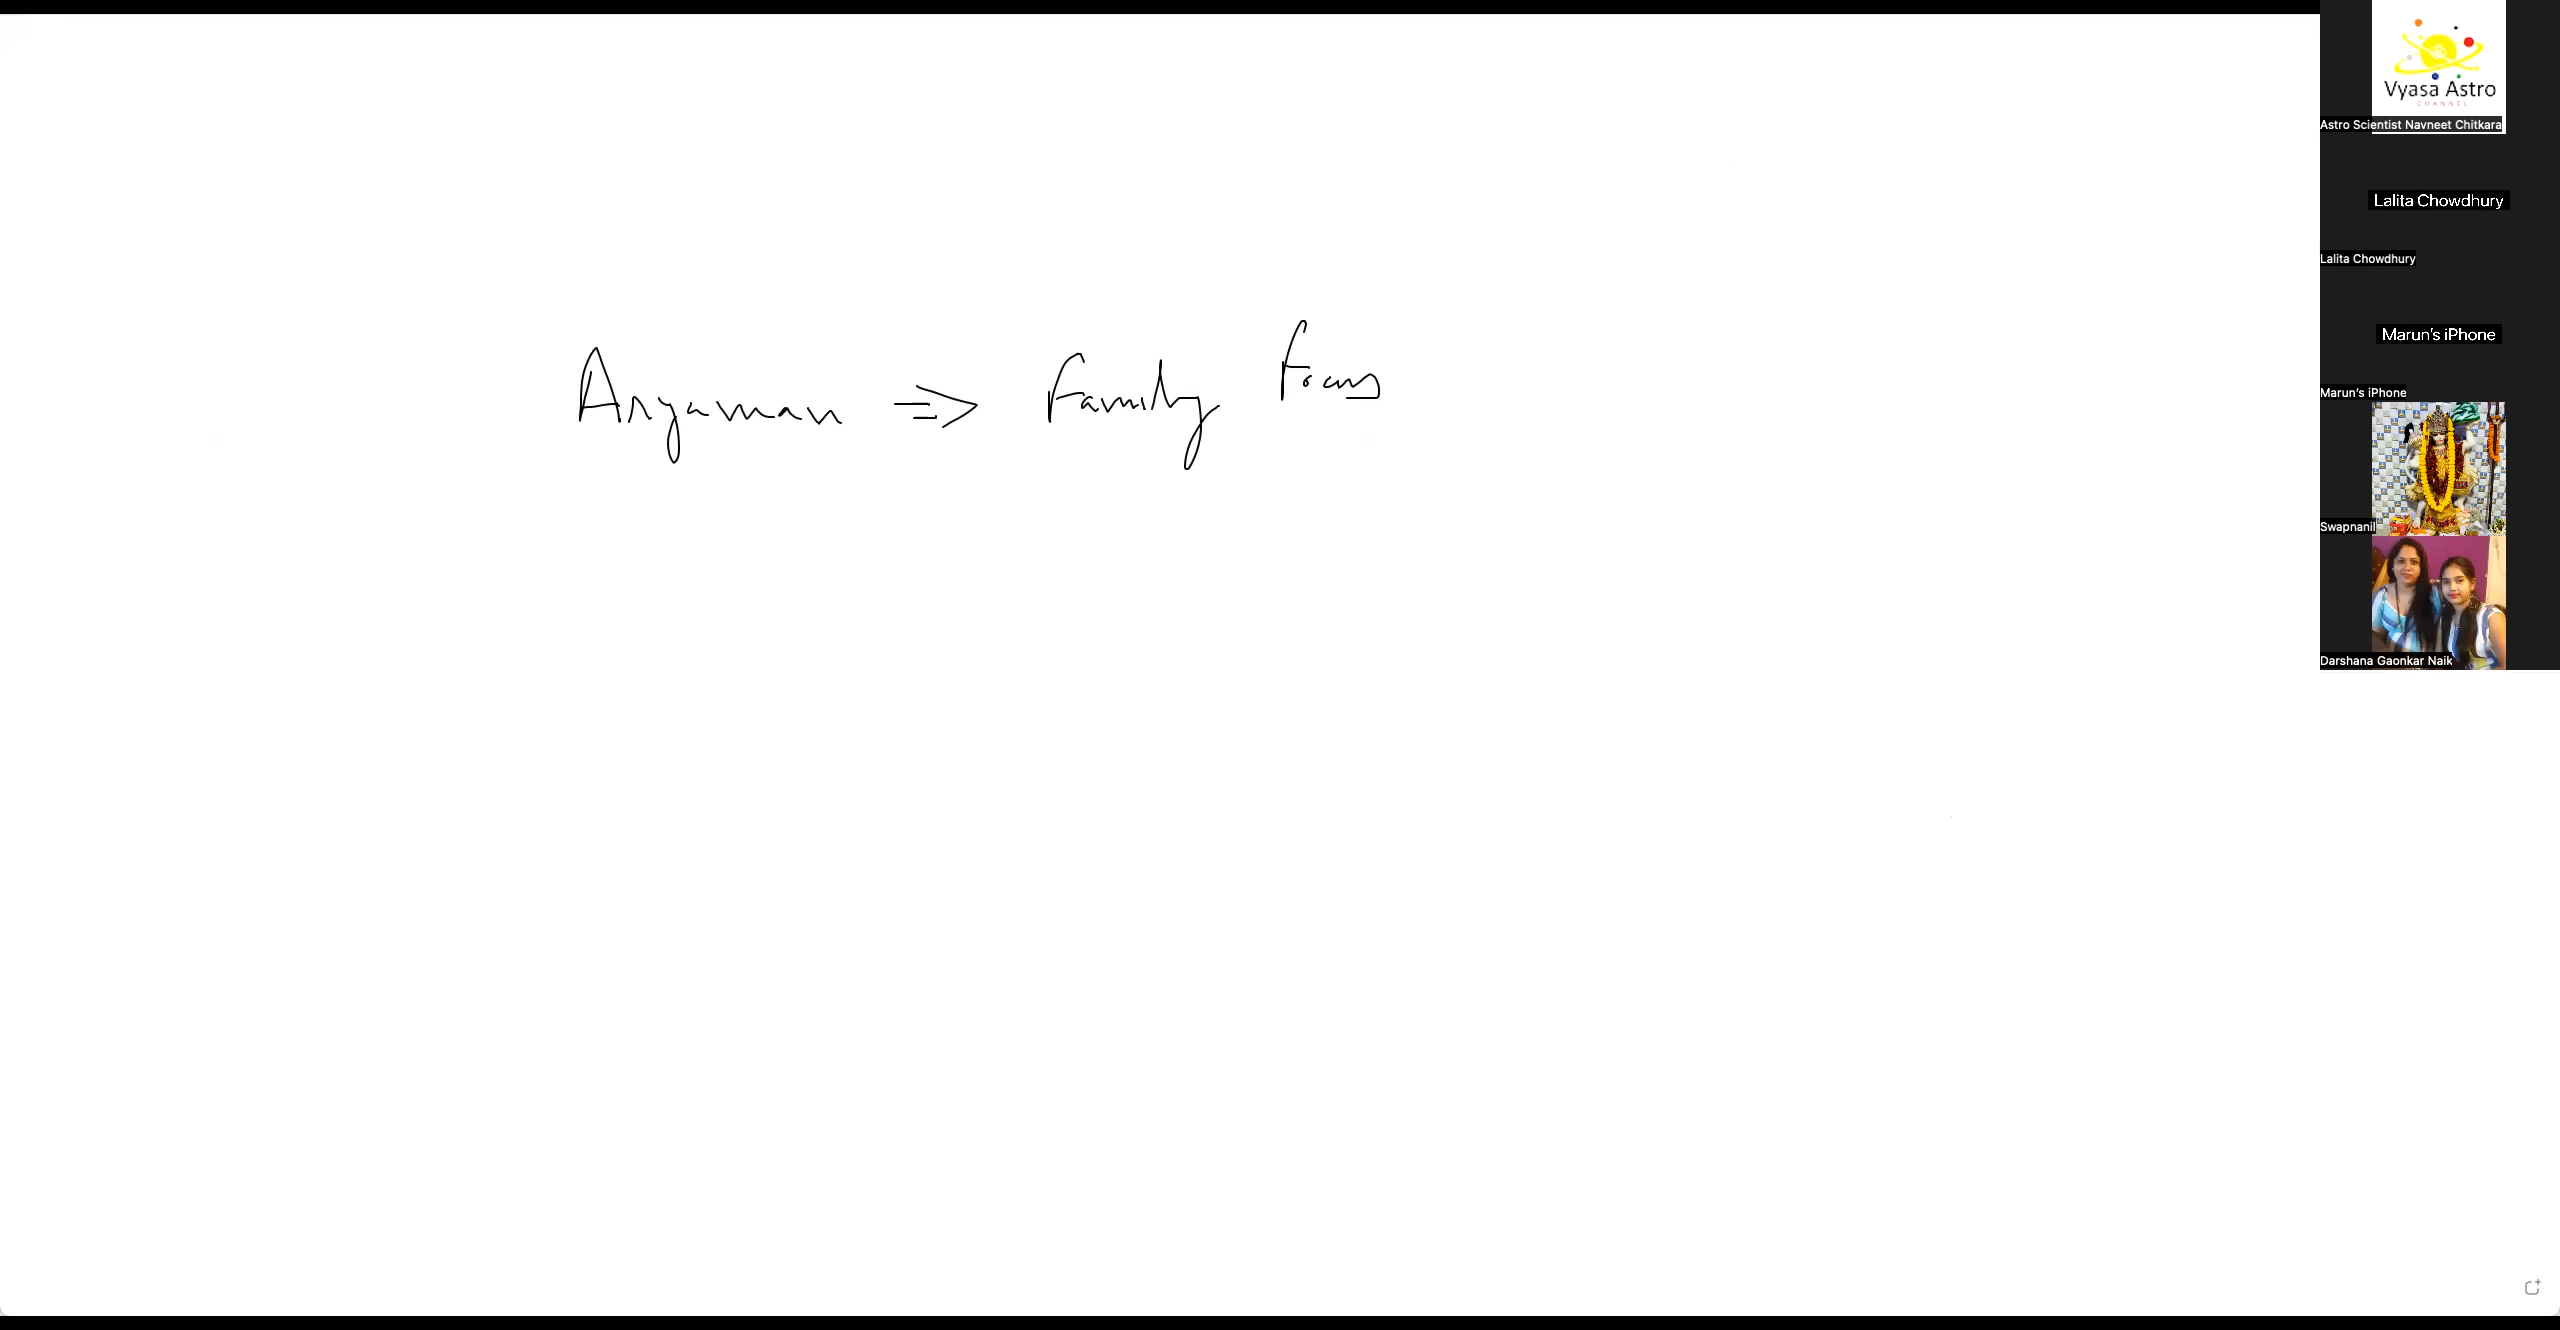 Aryaman => Family Focus
Vyasa Astro
CHANNEL
Astro Scientist Navneet Chitkara
Lalita Chowdhury
Lalita Chowdhury
Marun's iPhone
Marun's iPhone
Swapnanil
Darshana Gaonkar Naik